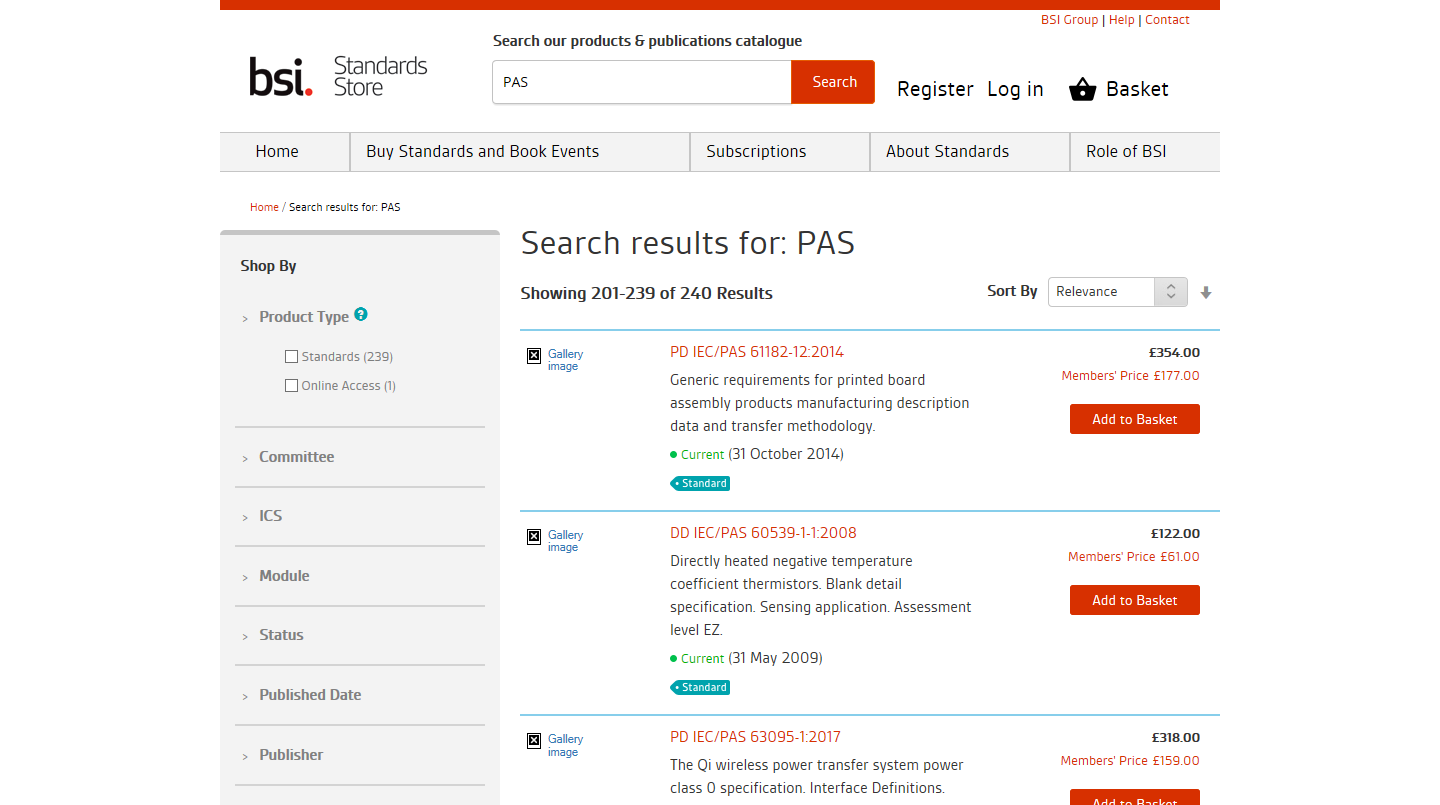 BSI Group | Help | Contact
Search our products & publications catalogue
bsi. Standards Store
PAS
Search
Register Log in Basket
Home
Buy Standards and Book Events
Subscriptions
About Standards
Role of BSI
Home / Search results for: PAS
Shop By
> Product Type ?
Standards (239)
Online Access (1)
> Committee
> ICS
> Module
> Status
> Published Date
> Publisher
Search results for: PAS
Showing 201-239 of 240 Results
Sort By Relevance
Gallery
image
PD IEC/PAS 61182-12:2014
Generic requirements for printed board
assembly products manufacturing description
data and transfer methodology.
Current (31 October 2014)
Standard
£354.00
Members' Price £177.00
Add to Basket
Gallery
image
DD IEC/PAS 60539-1-1:2008
Directly heated negative temperature
coefficient thermistors. Blank detail
specification. Sensing application. Assessment
level EZ.
Current (31 May 2009)
Standard
£122.00
Members' Price £61.00
Add to Basket
Gallery
image
PD IEC/PAS 63095-1:2017
The Qi wireless power transfer system power
class 0 specification. Interface Definitions.
£318.00
Members' Price £159.00
Add to Basket